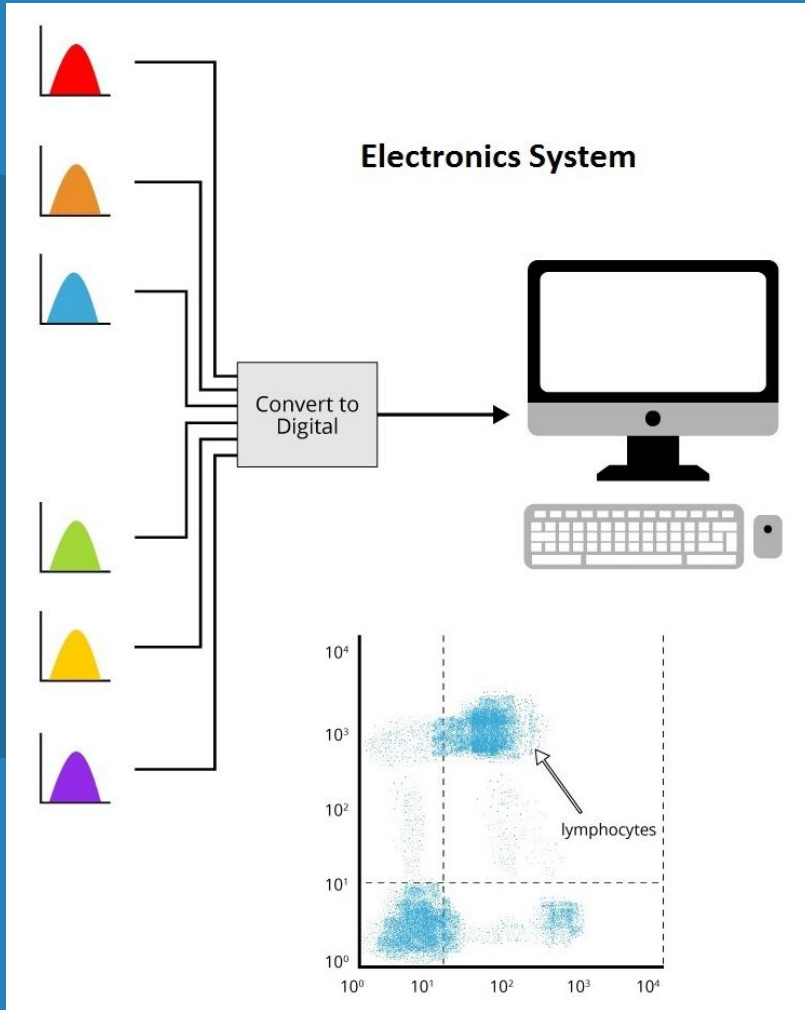 Electronics System
Convert to
Digital
10⁴
10³
10²
10¹
10⁰
lymphocytes
10⁰ 10¹ 10² 10³ 10⁴